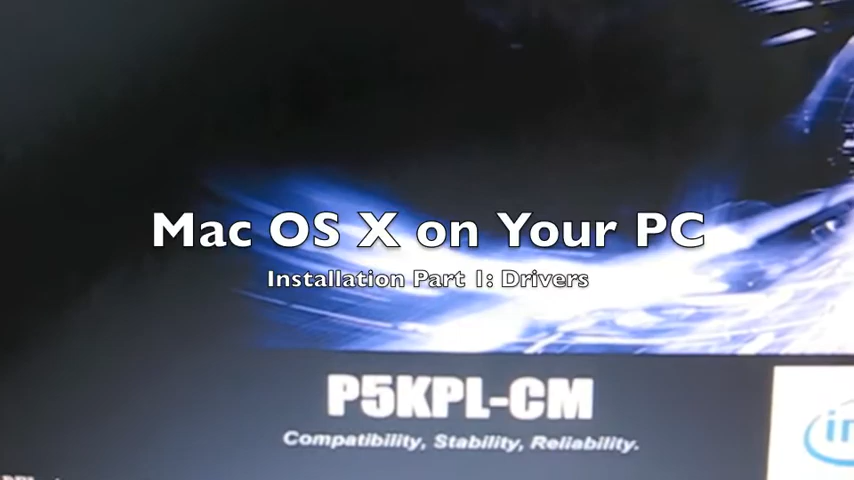 Mac OS X on Your PC
Installation Part 1: Drivers
P5KPL-CM
Compatibility, Stability, Reliability.